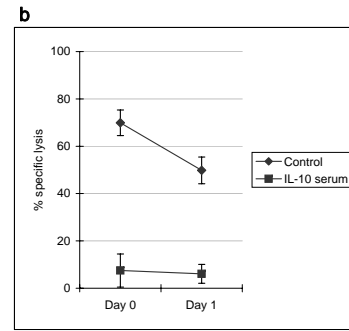 b
100
80
60
40
20
0
% specific lysis
Day 0 Day 1
Control
IL-10 serum